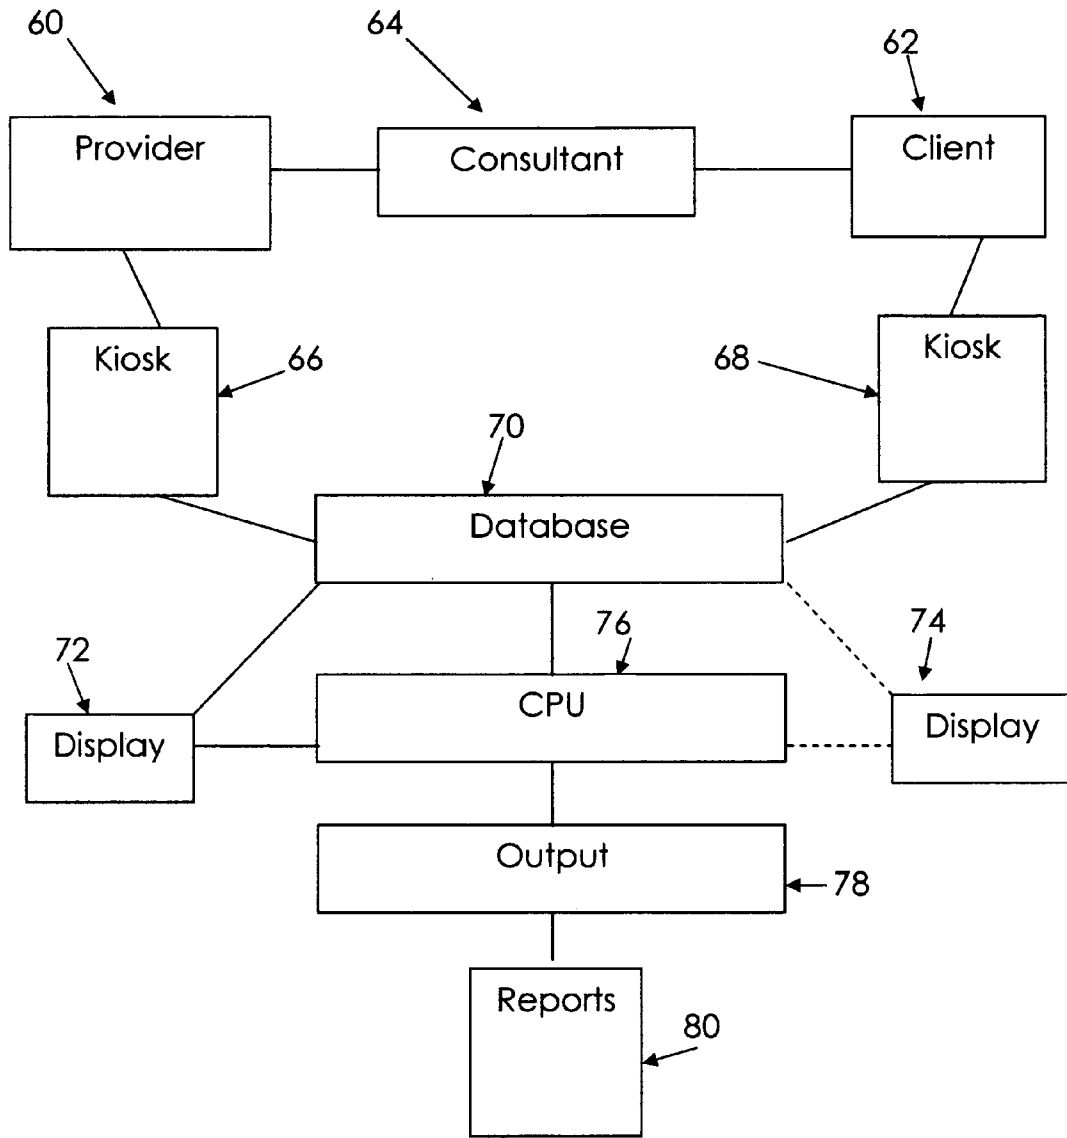 60
64
62
Provider
Consultant
Client
Kiosk
66
68
Kiosk
70
Database
72
76
74
Display
CPU
Display
Output
78
Reports
80